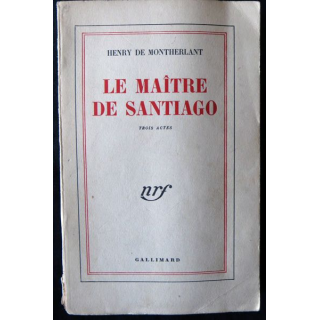 HENRY DE MONTHERLANT
LE MAÎTRE
DE SANTIAGO
TROIS ACTES
nrf
GALLIMARD